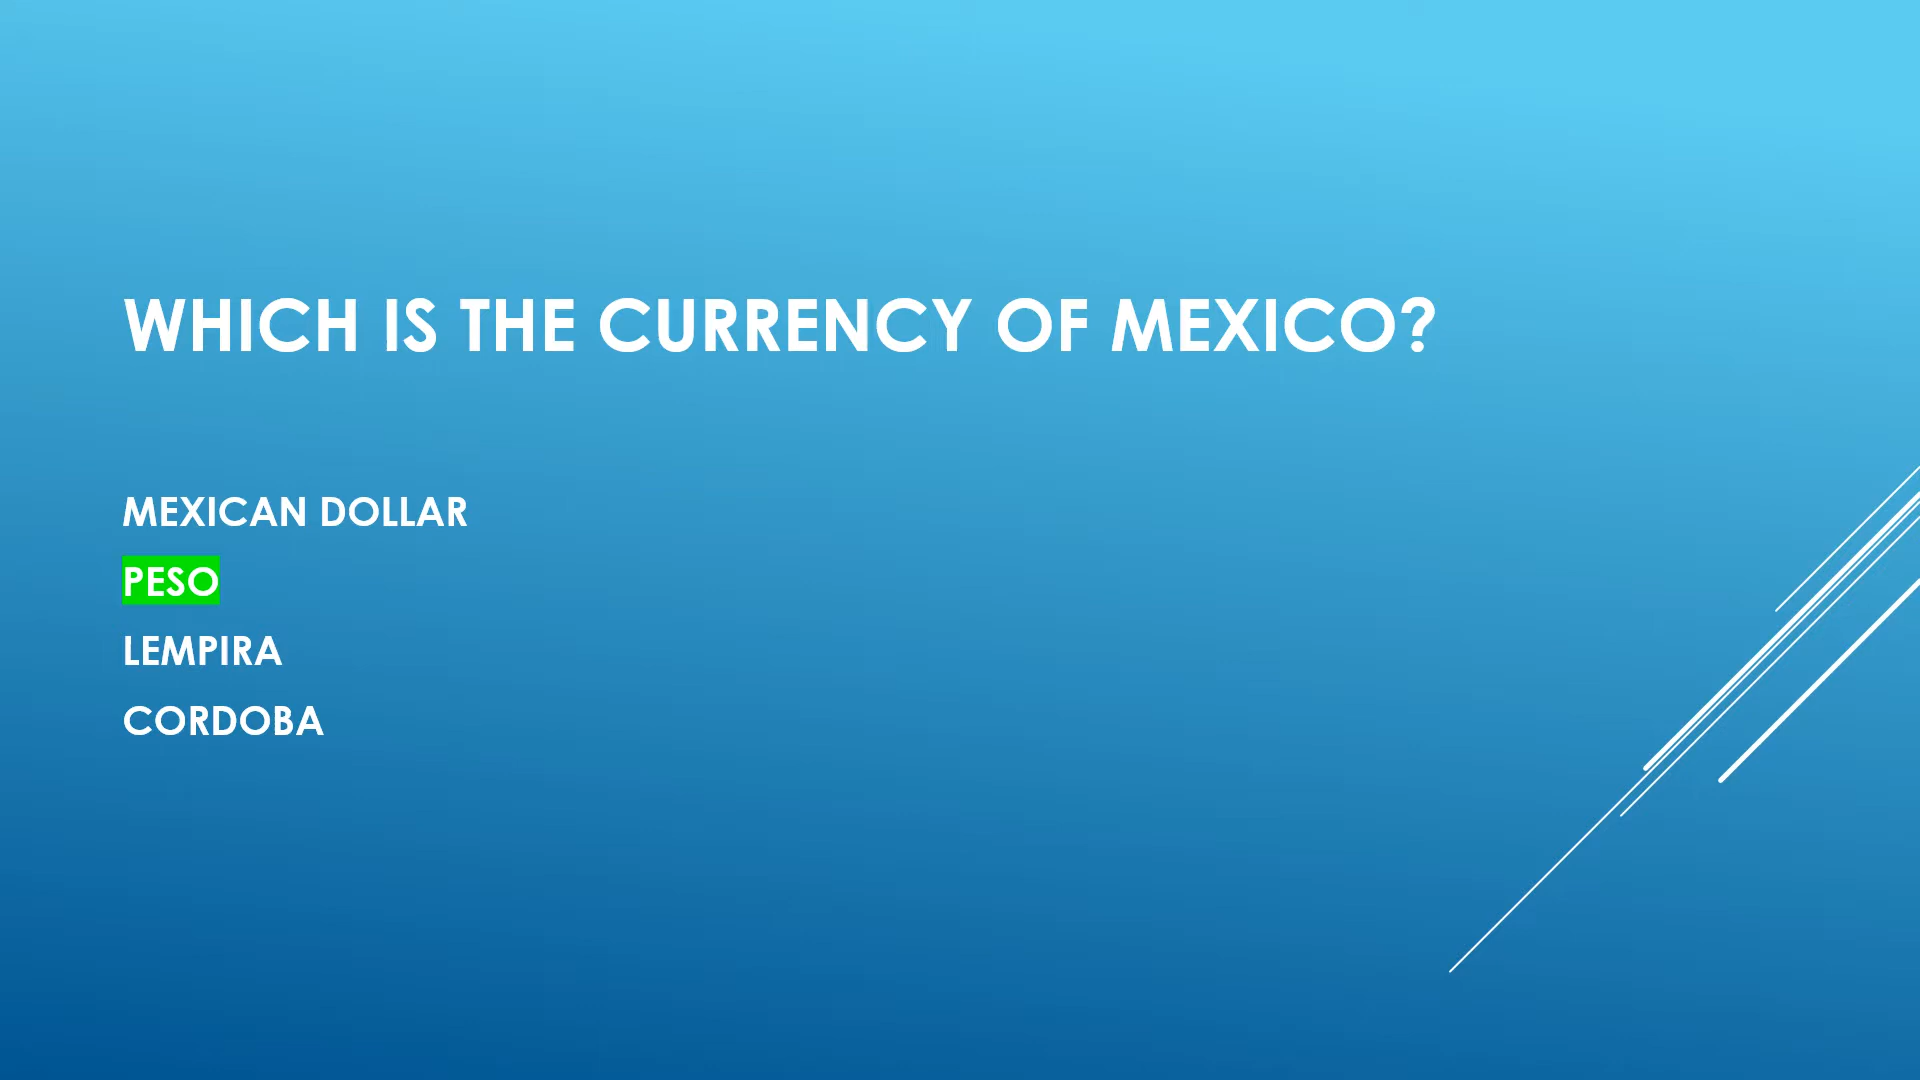 WHICH IS THE CURRENCY OF MEXICO?
MEXICAN DOLLAR
PESO
LEMPIRA
CORDOBA